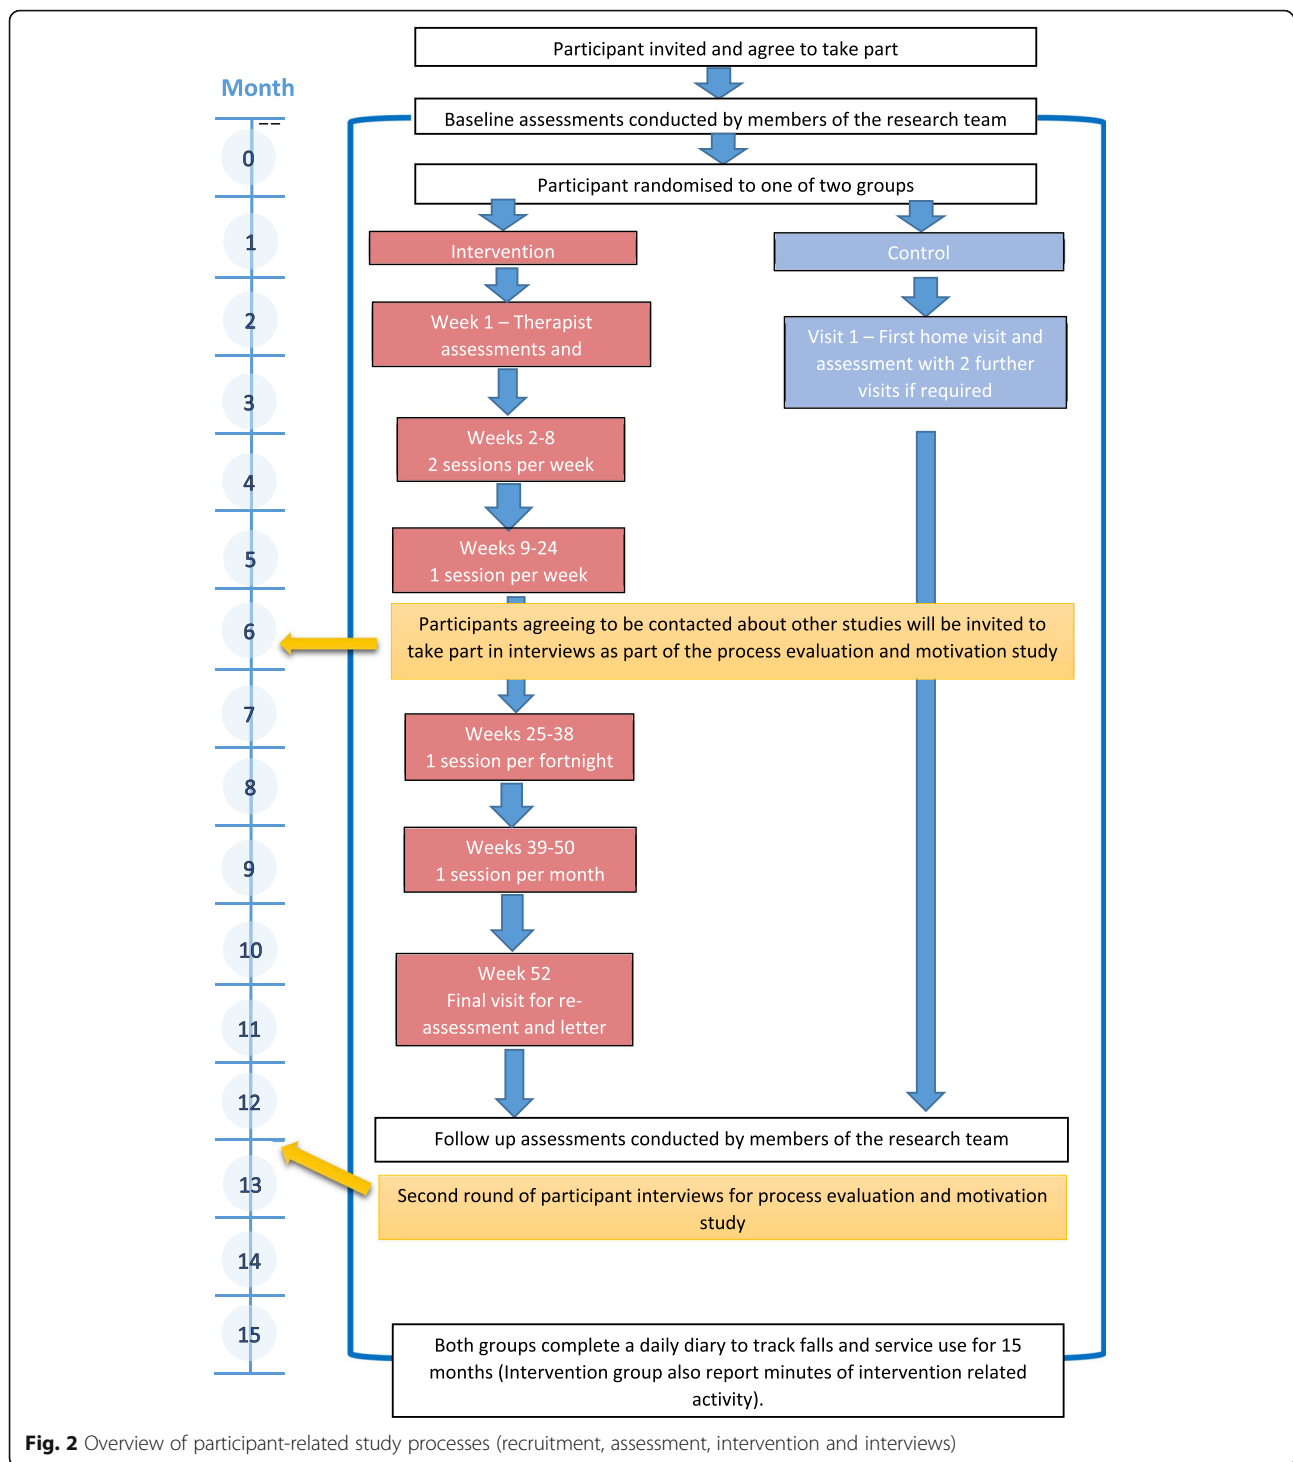 Participant invited and agree to take part
Month
Baseline assessments conducted by members of the research team
0
Participant randomised to one of two groups
1
Intervention
Control
2
Week 1 – Therapist
assessments and
Visit 1 – First home visit and
assessment with 2 further
visits if required
3
Weeks 2-8
2 sessions per week
4
5
Weeks 9-24
1 session per week
6
Participants agreeing to be contacted about other studies will be invited to
take part in interviews as part of the process evaluation and motivation study
7
Weeks 25-38
1 session per fortnight
8
9
Weeks 39-50
1 session per month
10
Week 52
Final visit for re-
assessment and letter
11
12
Follow up assessments conducted by members of the research team
13
Second round of participant interviews for process evaluation and motivation
study
14
15
Both groups complete a daily diary to track falls and service use for 15
months (Intervention group also report minutes of intervention related
activity).
Fig. 2 Overview of participant-related study processes (recruitment, assessment, intervention and interviews)